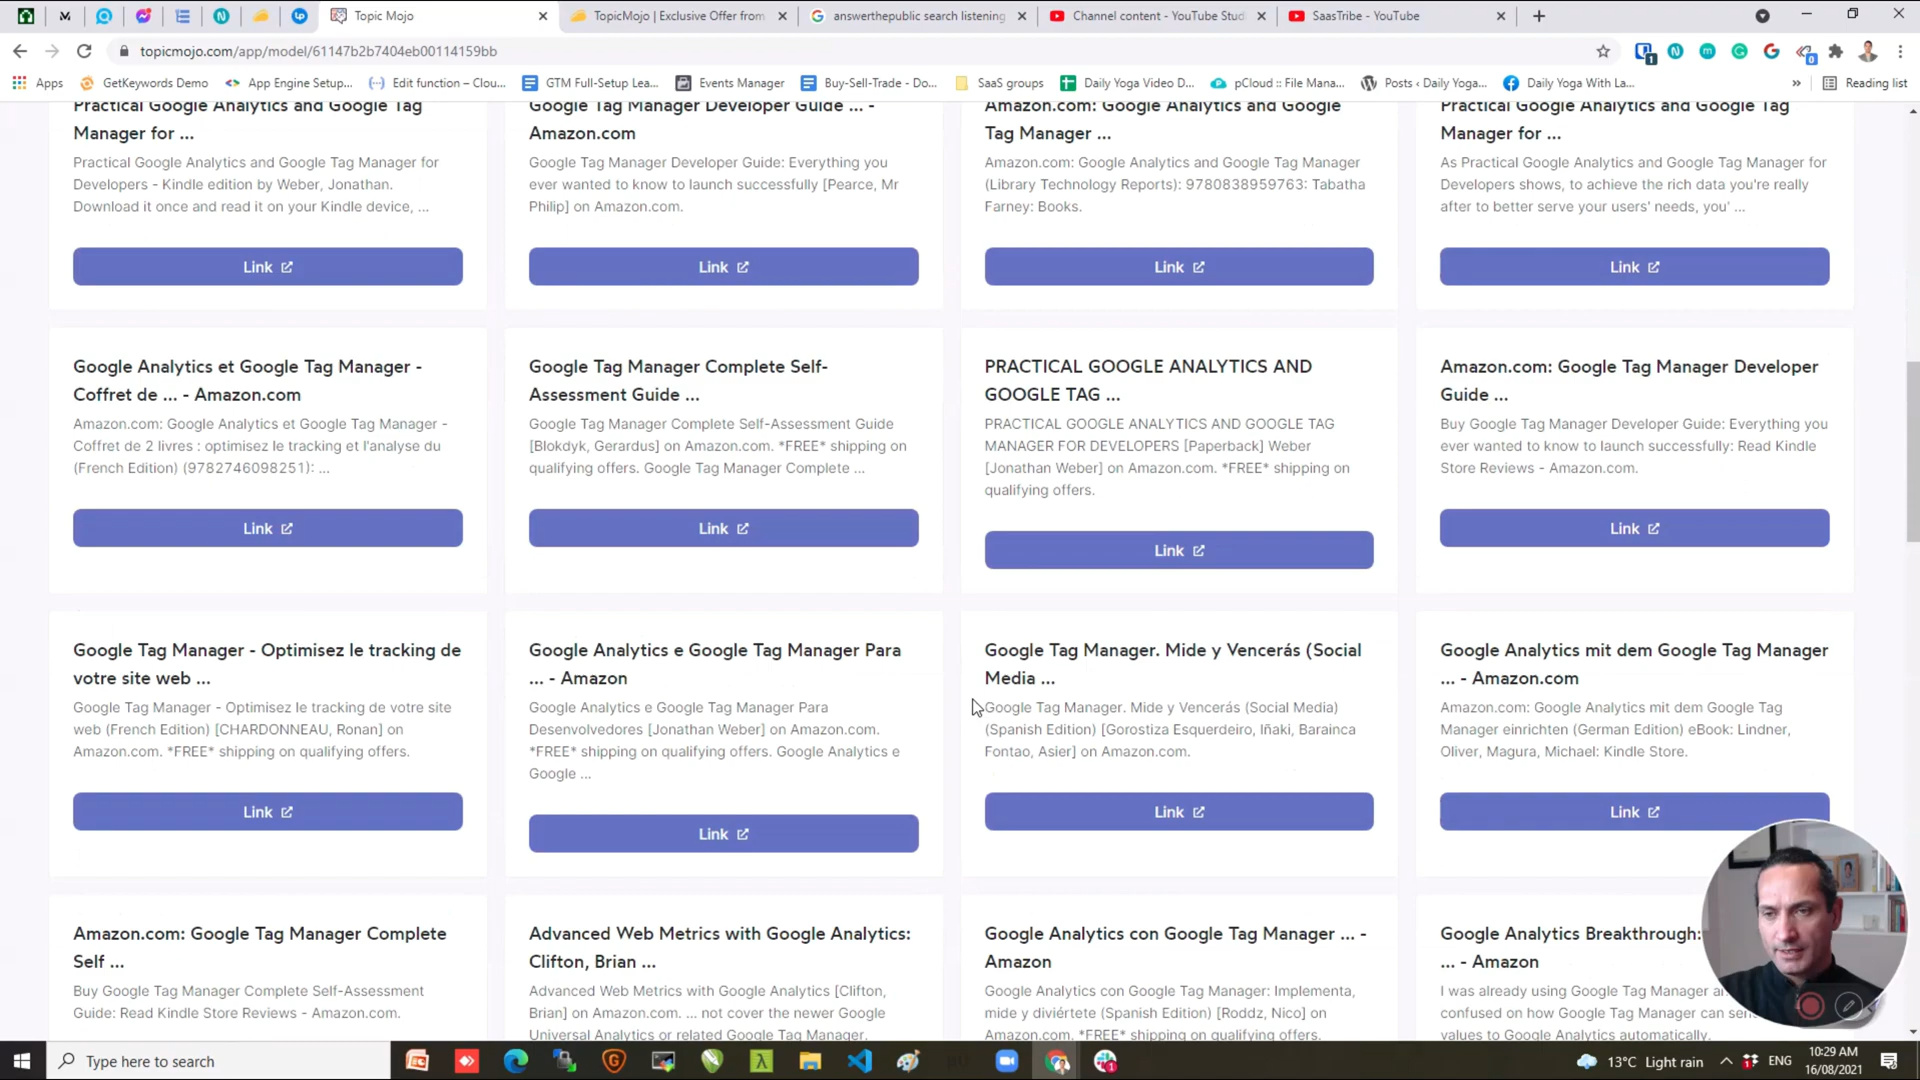 Topic Mojo
TopicMojo | Exclusive Offer from
answerthepublic search listening
Channel content - YouTube Stud
SaasTribe - YouTube
topicmojo.com/app/model/61147b2b7404eb00114159bb
Apps
GetKeywords Demo
App Engine Setup...
Edit function – Clou...
GTM Full-Setup Lea...
Events Manager
Buy-Sell-Trade - Do...
SaaS groups
Daily Yoga Video D...
pCloud :: File Mana...
Posts ‹ Daily Yoga...
Daily Yoga With La...
»
Reading list
Practical Google Analytics and Google Tag
Manager for ...
Practical Google Analytics and Google Tag Manager for
Developers - Kindle edition by Weber, Jonathan.
Download it once and read it on your Kindle device, ...
Link
Google Tag Manager Developer Guide ... -
Amazon.com
Google Tag Manager Developer Guide: Everything you
ever wanted to know to launch successfully [Pearce, Mr
Philip] on Amazon.com.
Link
Amazon.com: Google Analytics and Google
Tag Manager ...
Amazon.com: Google Analytics and Google Tag Manager
(Library Technology Reports): 9780838959763: Tabatha
Farney: Books.
Link
Practical Google Analytics and Google Tag
Manager for ...
As Practical Google Analytics and Google Tag Manager for
Developers shows, to achieve the rich data you're really
after to better serve your users' needs, you' ...
Link
Google Analytics et Google Tag Manager -
Coffret de ... - Amazon.com
Amazon.com: Google Analytics et Google Tag Manager -
Coffret de 2 livres : optimisez le tracking et l'analyse du
(French Edition) (9782746098251): ...
Link
Google Tag Manager Complete Self-
Assessment Guide ...
Google Tag Manager Complete Self-Assessment Guide
[Blokdyk, Gerardus] on Amazon.com. *FREE* shipping on
qualifying offers. Google Tag Manager Complete ...
Link
PRACTICAL GOOGLE ANALYTICS AND
GOOGLE TAG ...
PRACTICAL GOOGLE ANALYTICS AND GOOGLE TAG
MANAGER FOR DEVELOPERS [Paperback] Weber
[Jonathan Weber] on Amazon.com. *FREE* shipping on
qualifying offers.
Link
Amazon.com: Google Tag Manager Developer
Guide ...
Buy Google Tag Manager Developer Guide: Everything you
ever wanted to know to launch successfully: Read Kindle
Store Reviews - Amazon.com.
Link
Google Tag Manager - Optimisez le tracking de
votre site web ...
Google Tag Manager - Optimisez le tracking de votre site
web (French Edition) [CHARDONNEAU, Ronan] on
Amazon.com. *FREE* shipping on qualifying offers.
Link
Google Analytics e Google Tag Manager Para
... - Amazon
Google Analytics e Google Tag Manager Para
Desenvolvedores [Jonathan Weber] on Amazon.com.
*FREE* shipping on qualifying offers. Google Analytics e
Google ...
Link
Google Tag Manager. Mide y Vencerás (Social
Media ...
Google Tag Manager. Mide y Vencerás (Social Media)
(Spanish Edition) [Gorostiza Esquerdeiro, Iñaki, Barainca
Fontao, Asier] on Amazon.com.
Link
Google Analytics mit dem Google Tag Manager
... - Amazon.com
Amazon.com: Google Analytics mit dem Google Tag
Manager einrichten (German Edition) eBook: Lindner,
Oliver, Magura, Michael: Kindle Store.
Link
Amazon.com: Google Tag Manager Complete
Self ...
Buy Google Tag Manager Complete Self-Assessment
Guide: Read Kindle Store Reviews - Amazon.com.
Advanced Web Metrics with Google Analytics:
Clifton, Brian ...
Advanced Web Metrics with Google Analytics [Clifton,
Brian] on Amazon.com. ... not cover the newer Google
Universal Analytics or related Google Tag Manager.
Google Analytics con Google Tag Manager ... -
Amazon
Google Analytics con Google Tag Manager: Implementa,
mide y diviértete (Spanish Edition) [Roddz, Nico] on
Amazon.com. *FREE* shipping on qualifying offers.
Google Analytics Breakthrough:
... - Amazon
I was already using Google Tag Manager
confused on how Google Tag Manager can
values to Google Analytics automatically.
Type here to search
13°C Light rain
ENG
10:29 AM
16/08/2021